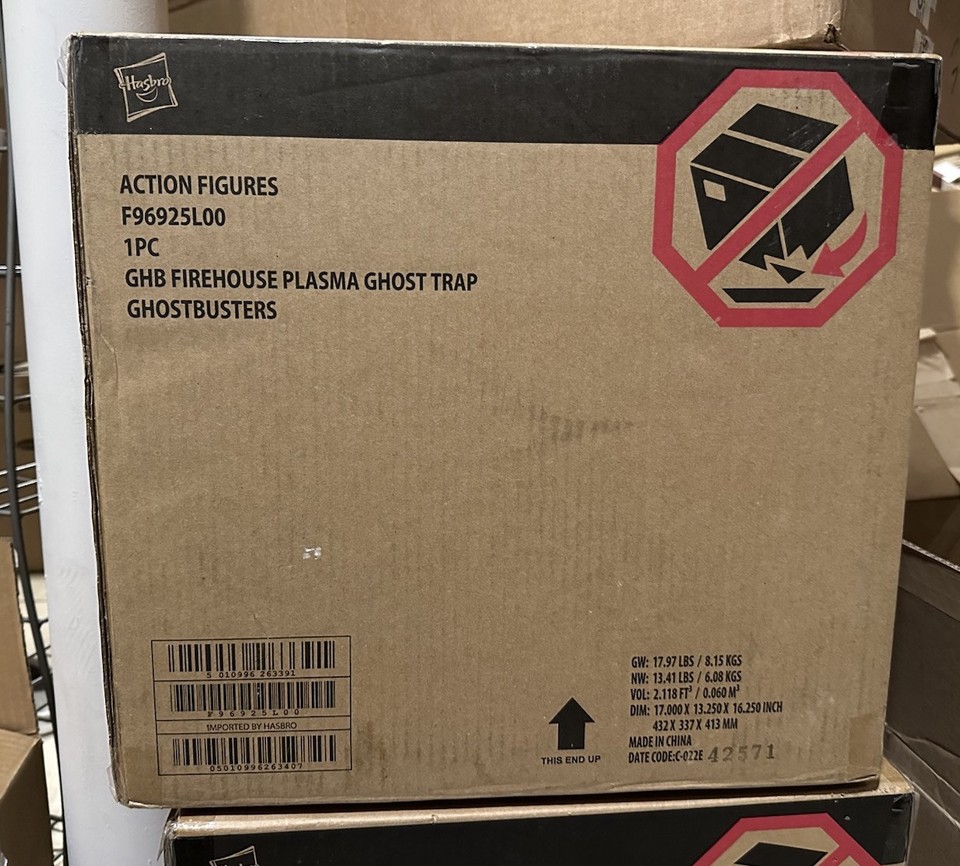 Hasbro
ACTION FIGURES
F96925L00
1PC
GHB FIREHOUSE PLASMA GHOST TRAP
GHOSTBUSTERS
5 010996 263391
F96925L00
IMPORTED BY HASBRO
05010996263407
THIS END UP
GW: 17.97 LBS / 8.15 KGS
NW: 13.41 LBS / 6.08 KGS
VOL: 2.118 FT³ / 0.060 M³
DIM: 17.000 X 13.250 X 16.250 INCH
432 X 337 X 413 MM
MADE IN CHINA
DATE CODE:C-022E 42571